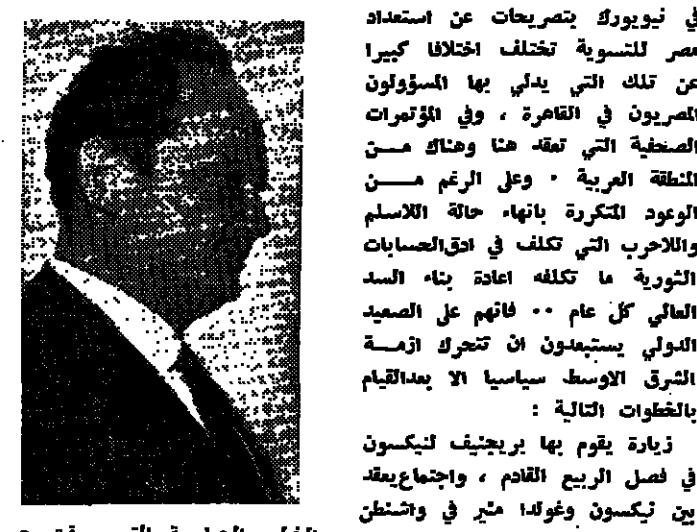 في نيويورك بتصريحات عن استعداد
مصر للتسوية تختلف اختلافا كبيرا
عن تلك التي يدلي بها المسؤولون
المصريون في القاهرة ، وفي المؤتمرات
الصحفية التي تعقد هنا وهناك مـــن
المنطقة العربية . وعلى الرغم مـــن
الوعود المتكررة بانهاء حالة اللاسلم
واللاحرب التي تكلف في ادق الحسابات
الثورية ما تكلفه اعادة بناء السد
العالي كل عام .. فانهم على الصعيد
الدولي يستبعدون ان تتحرك ازمـــة
الشرق الاوسط سياسيا الا بعد القيام
بالخطوات التالية :
زيارة يقوم بها بريجنيف لنيكسون
في فصل الربيع القادم ، واجتماع يعقد
بين نيكسون وغولدا مئير في واشنطن